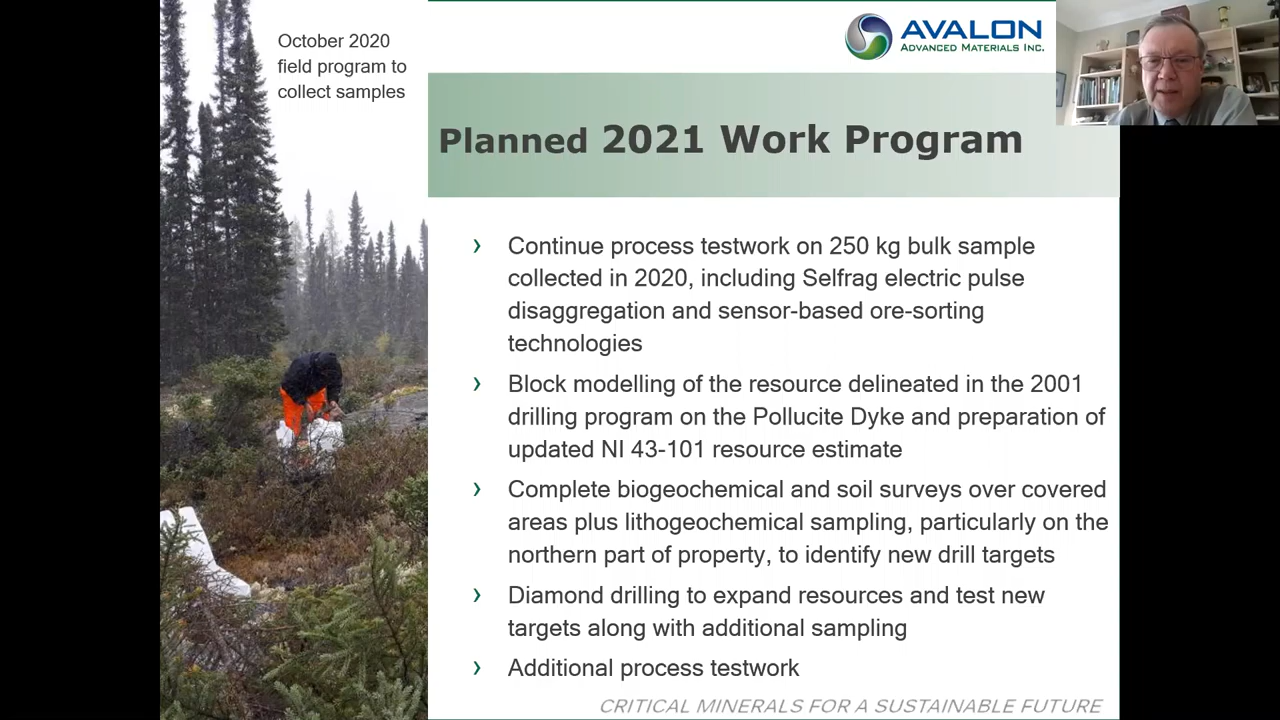 October 2020
field program to
collect samples
AVALON
ADVANCED MATERIALS INC.
Planned 2021 Work Program
› Continue process testwork on 250 kg bulk sample
collected in 2020, including Selfrag electric pulse
disaggregation and sensor-based ore-sorting
technologies
› Block modelling of the resource delineated in the 2001
drilling program on the Pollucite Dyke and preparation of
updated NI 43-101 resource estimate
› Complete biogeochemical and soil surveys over covered
areas plus lithogeochemical sampling, particularly on the
northern part of property, to identify new drill targets
› Diamond drilling to expand resources and test new
targets along with additional sampling
› Additional process testwork
CRITICAL MINERALS FOR A SUSTAINABLE FUTURE